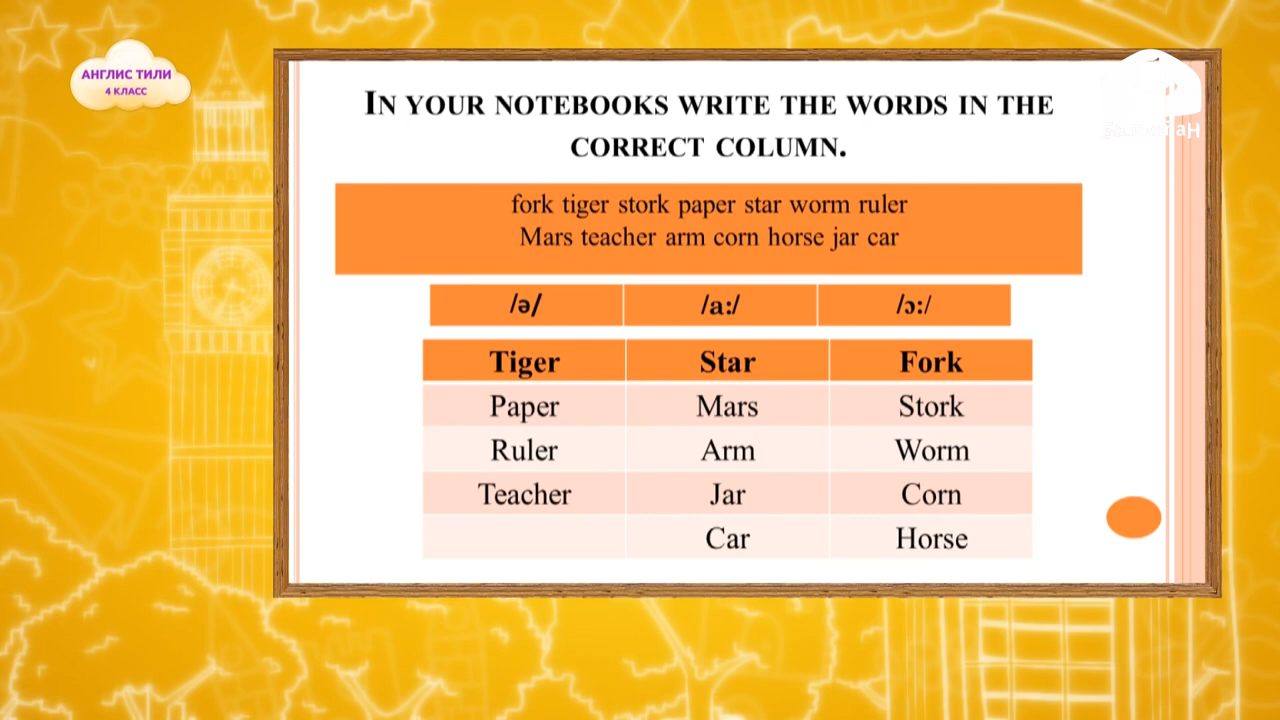 АНГЛИС ТИЛИ
4 КЛАСС
IN YOUR NOTEBOOKS WRITE THE WORDS IN THE
CORRECT COLUMN.
fork tiger stork paper star worm ruler
Mars teacher arm corn horse jar car
/ə/ /a:/ /ɔ:/
Tiger Star Fork
Paper Mars Stork
Ruler Arm Worm
Teacher Jar Corn
Car Horse